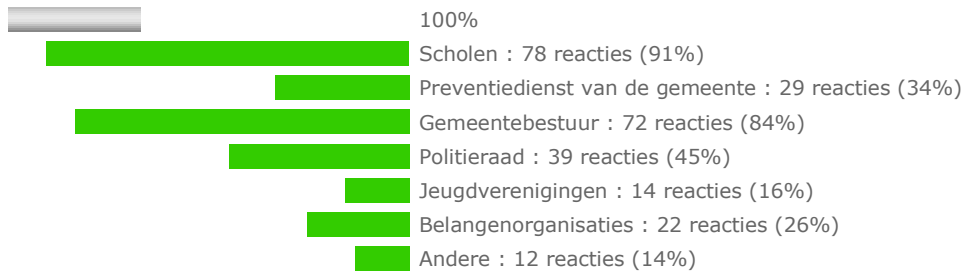 100%
Scholen : 78 reacties (91%)
Preventiedienst van de gemeente : 29 reacties (34%)
Gemeentebestuur : 72 reacties (84%)
Politieraad : 39 reacties (45%)
Jeugdverenigingen : 14 reacties (16%)
Belangenorganisaties : 22 reacties (26%)
Andere : 12 reacties (14%)